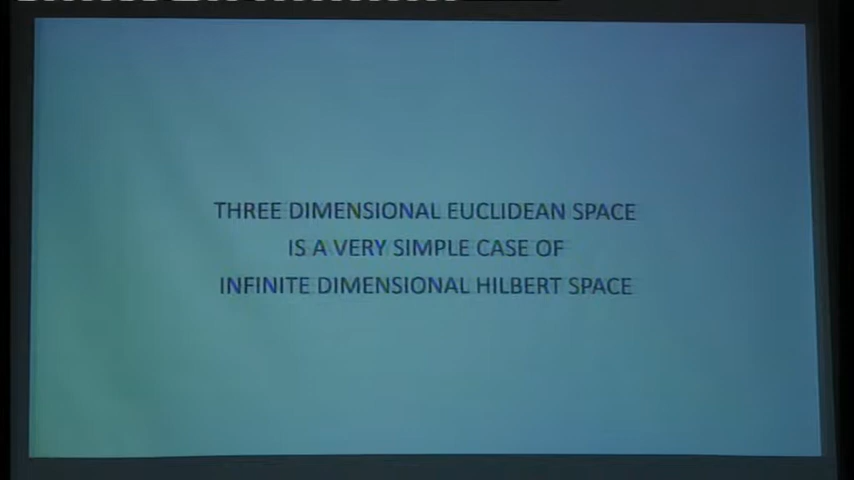 THREE DIMENSIONAL EUCLIDEAN SPACE
IS A VERY SIMPLE CASE OF
INFINITE DIMENSIONAL HILBERT SPACE